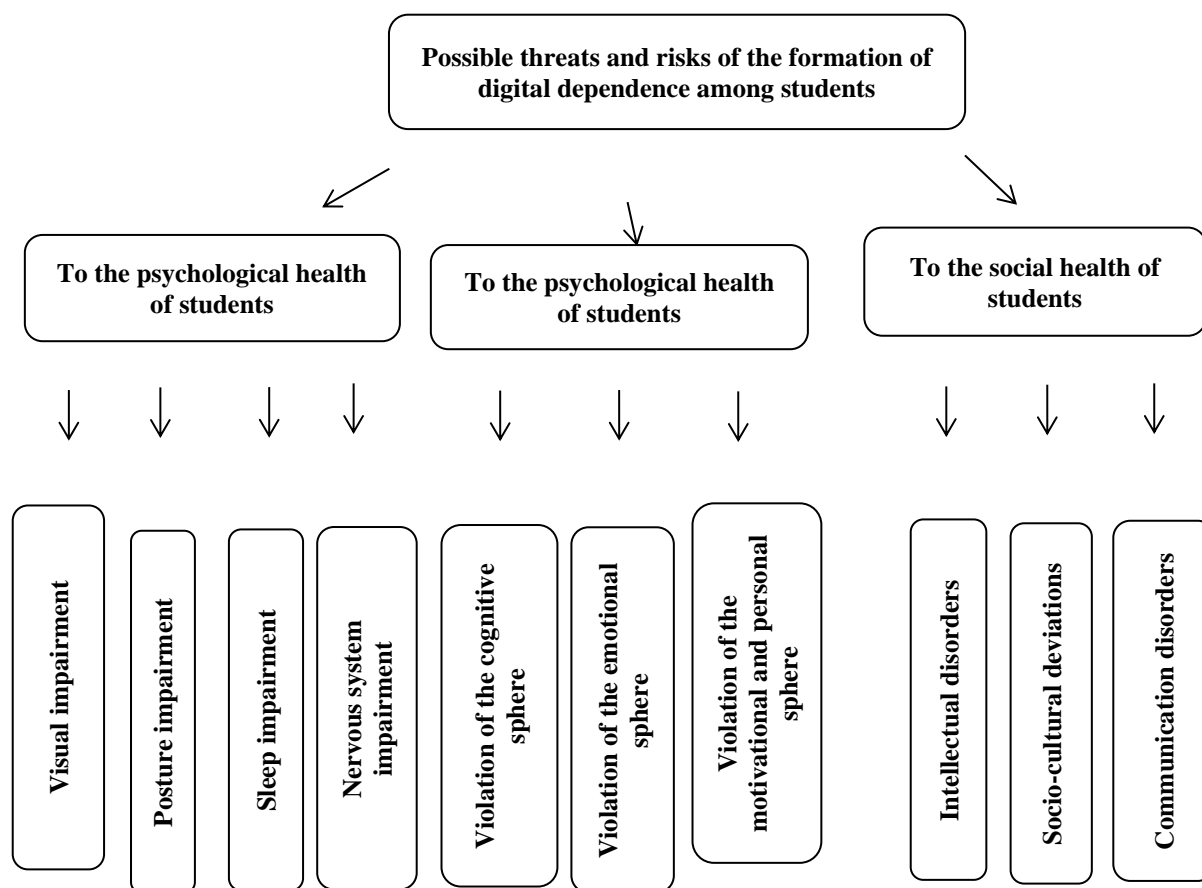 Possible threats and risks of the formation of
digital dependence among students
To the psychological health
of students
To the psychological health
of students
To the social health of
students
Visual impairment
Posture impairment
Sleep impairment
Nervous system
impairment
Violation of the cognitive
sphere
Violation of the emotional
sphere
Violation of the
motivational and personal
sphere
Intellectual disorders
Socio-cultural deviations
Communication disorders